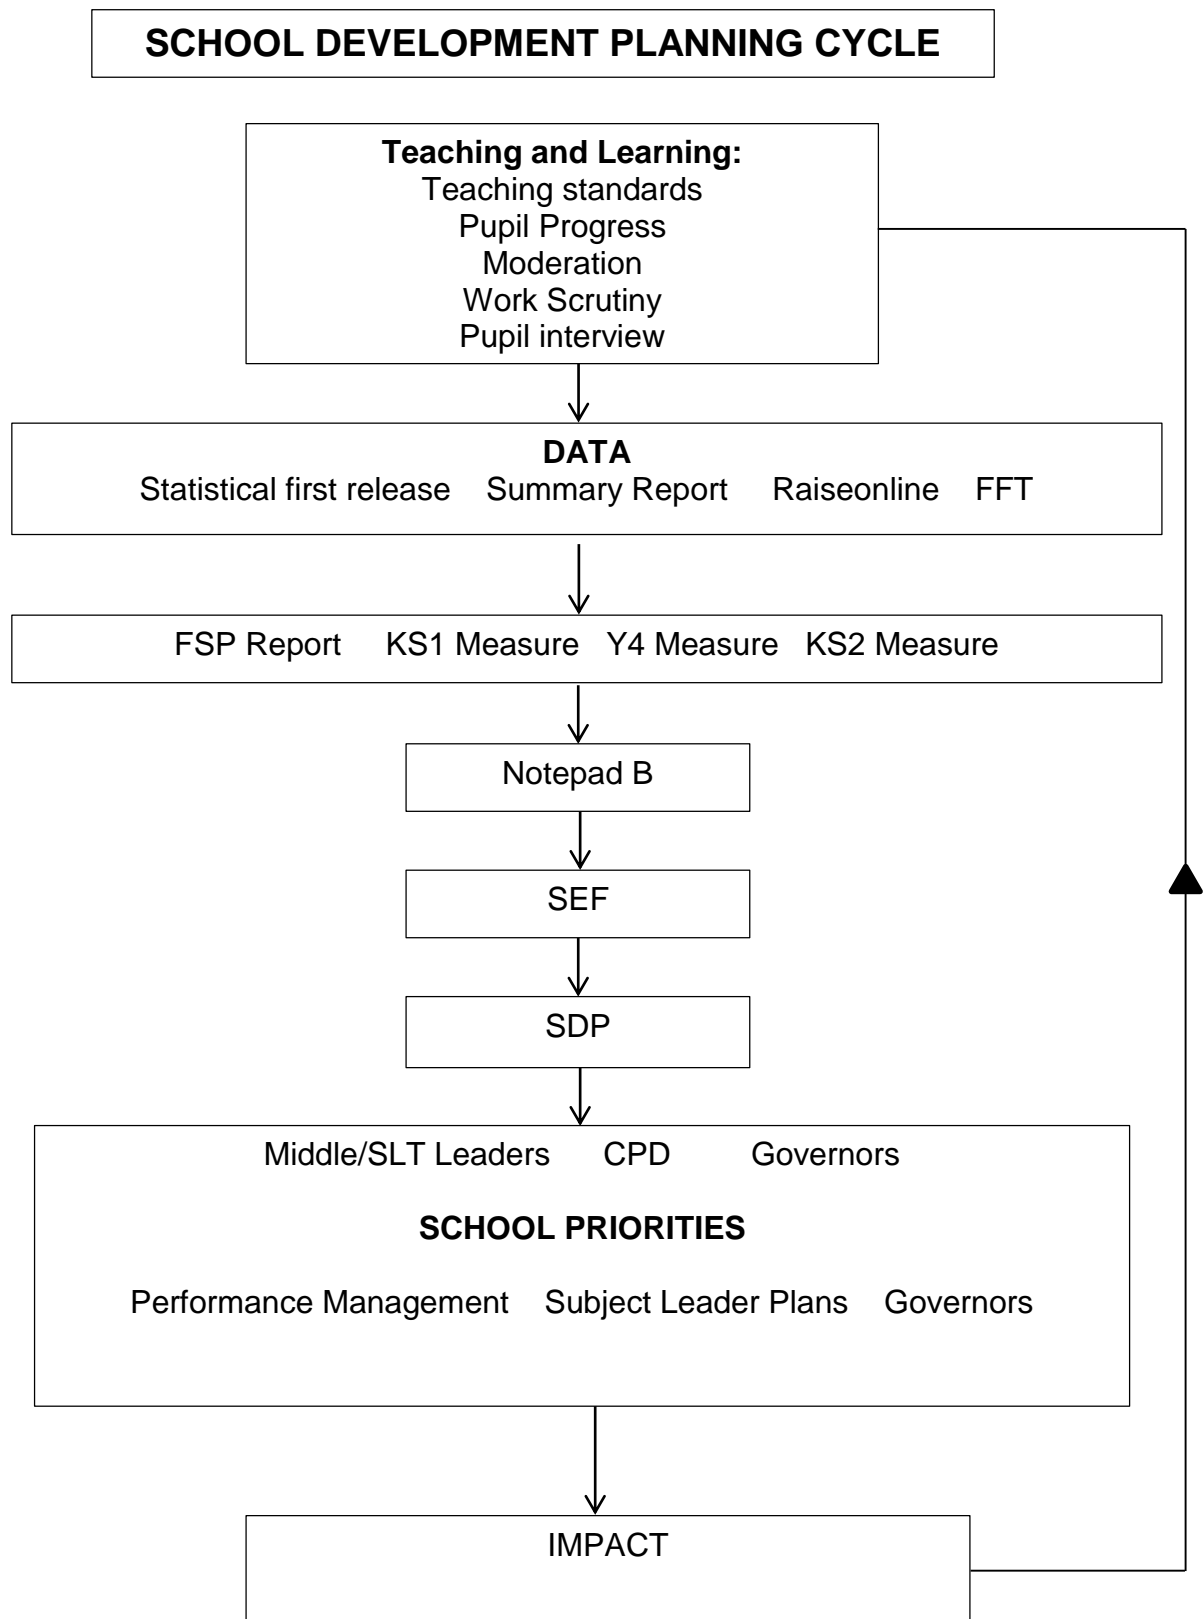 SCHOOL DEVELOPMENT PLANNING CYCLE
Teaching and Learning:
Teaching standards
Pupil Progress
Moderation
Work Scrutiny
Pupil interview
DATA
Statistical first release Summary Report Raiseonline FFT
FSP Report KS1 Measure Y4 Measure KS2 Measure
Notepad B
SEF
SDP
Middle/SLT Leaders CPD Governors
SCHOOL PRIORITIES
Performance Management Subject Leader Plans Governors
IMPACT